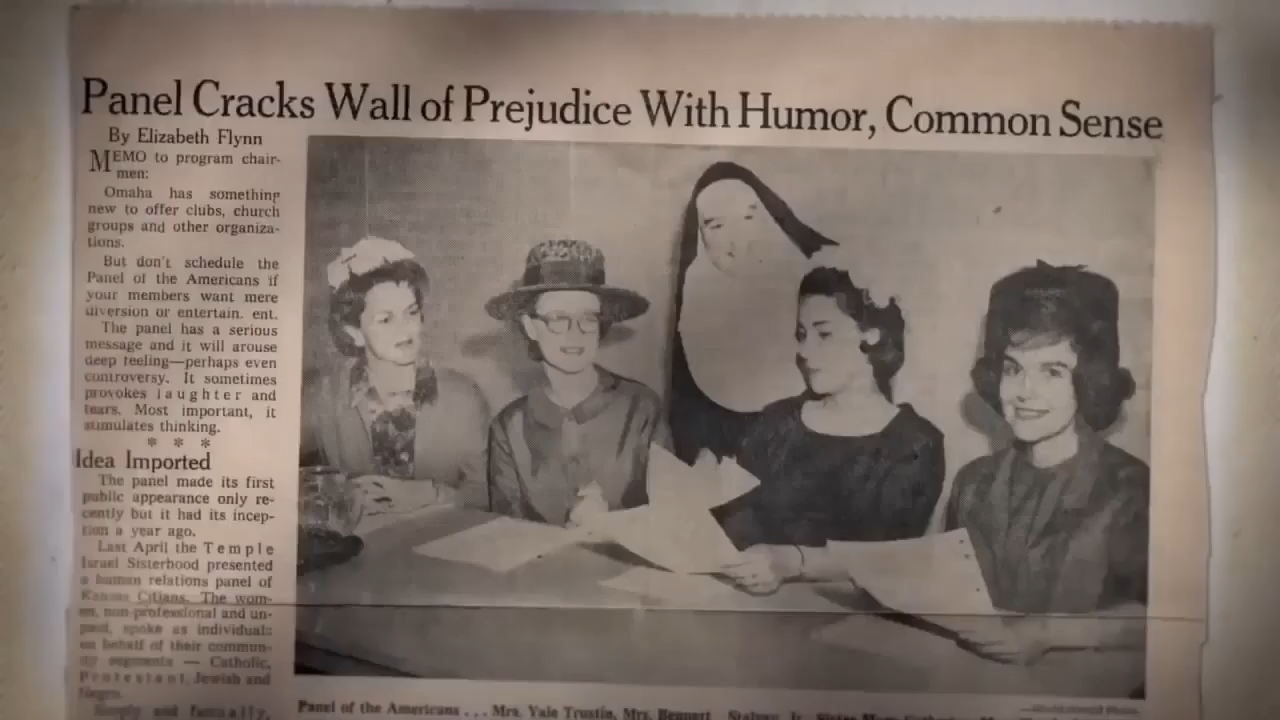 Panel Cracks Wall of Prejudice With Humor, Common Sense
By Elizabeth Flynn
MEMO to program chair-
men:
Omaha has something
new to offer clubs, church
groups and other organiza-
tions.
But don't schedule the
Panel of the Americans if
your members want mere
diversion or entertain. ent.
The panel has a serious
message and it will arouse
deep feeling—perhaps even
controversy. It sometimes
provokes laughter and
tears. Most important, it
stimulates thinking.
* * *
Idea Imported
The panel made its first
public appearance only re-
cently but it had its incep-
tion a year ago.
Last April the Temple
Israel Sisterhood presented
a human relations panel of
Kansas Citians. The wom-
en, non-professional and un-
paid, spoke as individuals
on behalf of their commun-
ity segments — Catholic,
Protestant, Jewish and
Negro.
Simply and
Panel of the Americans . . . Mrs. Yale Trustin, Mrs. Bennett